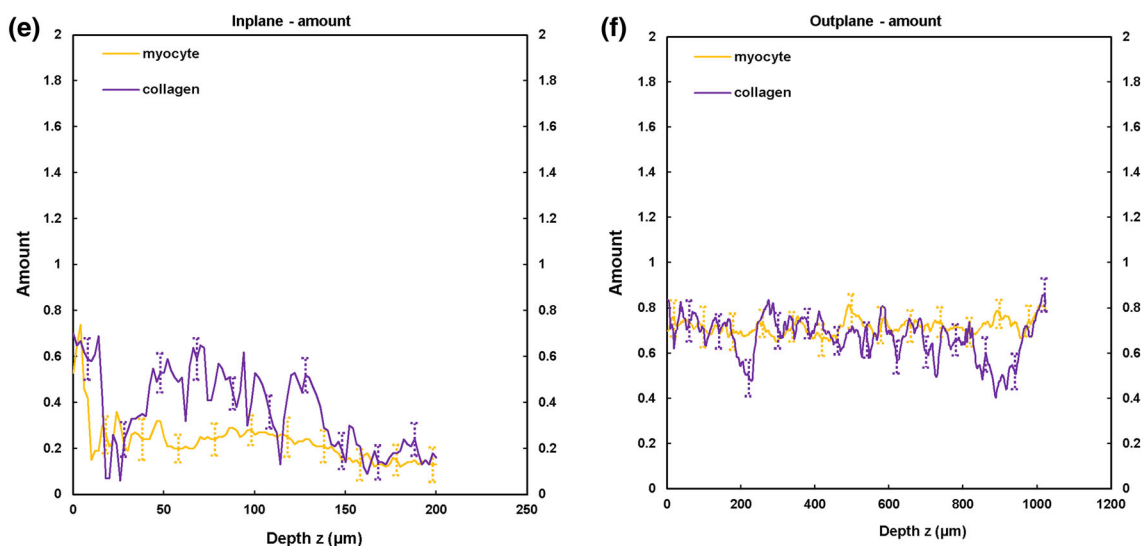 (e)
Inplane - amount
myocyte
collagen
Amount
2 2
1.8 1.8
1.6 1.6
1.4 1.4
1.2 1.2
1 1
0.8 0.8
0.6 0.6
0.4 0.4
0.2 0.2
0 0
0 50 100 150 200 250
Depth z (μm)
(f)
Outplane - amount
myocyte
collagen
Amount
2 2
1.8 1.8
1.6 1.6
1.4 1.4
1.2 1.2
1 1
0.8 0.8
0.6 0.6
0.4 0.4
0.2 0.2
0 0
0 200 400 600 800 1000 1200
Depth z (μm)